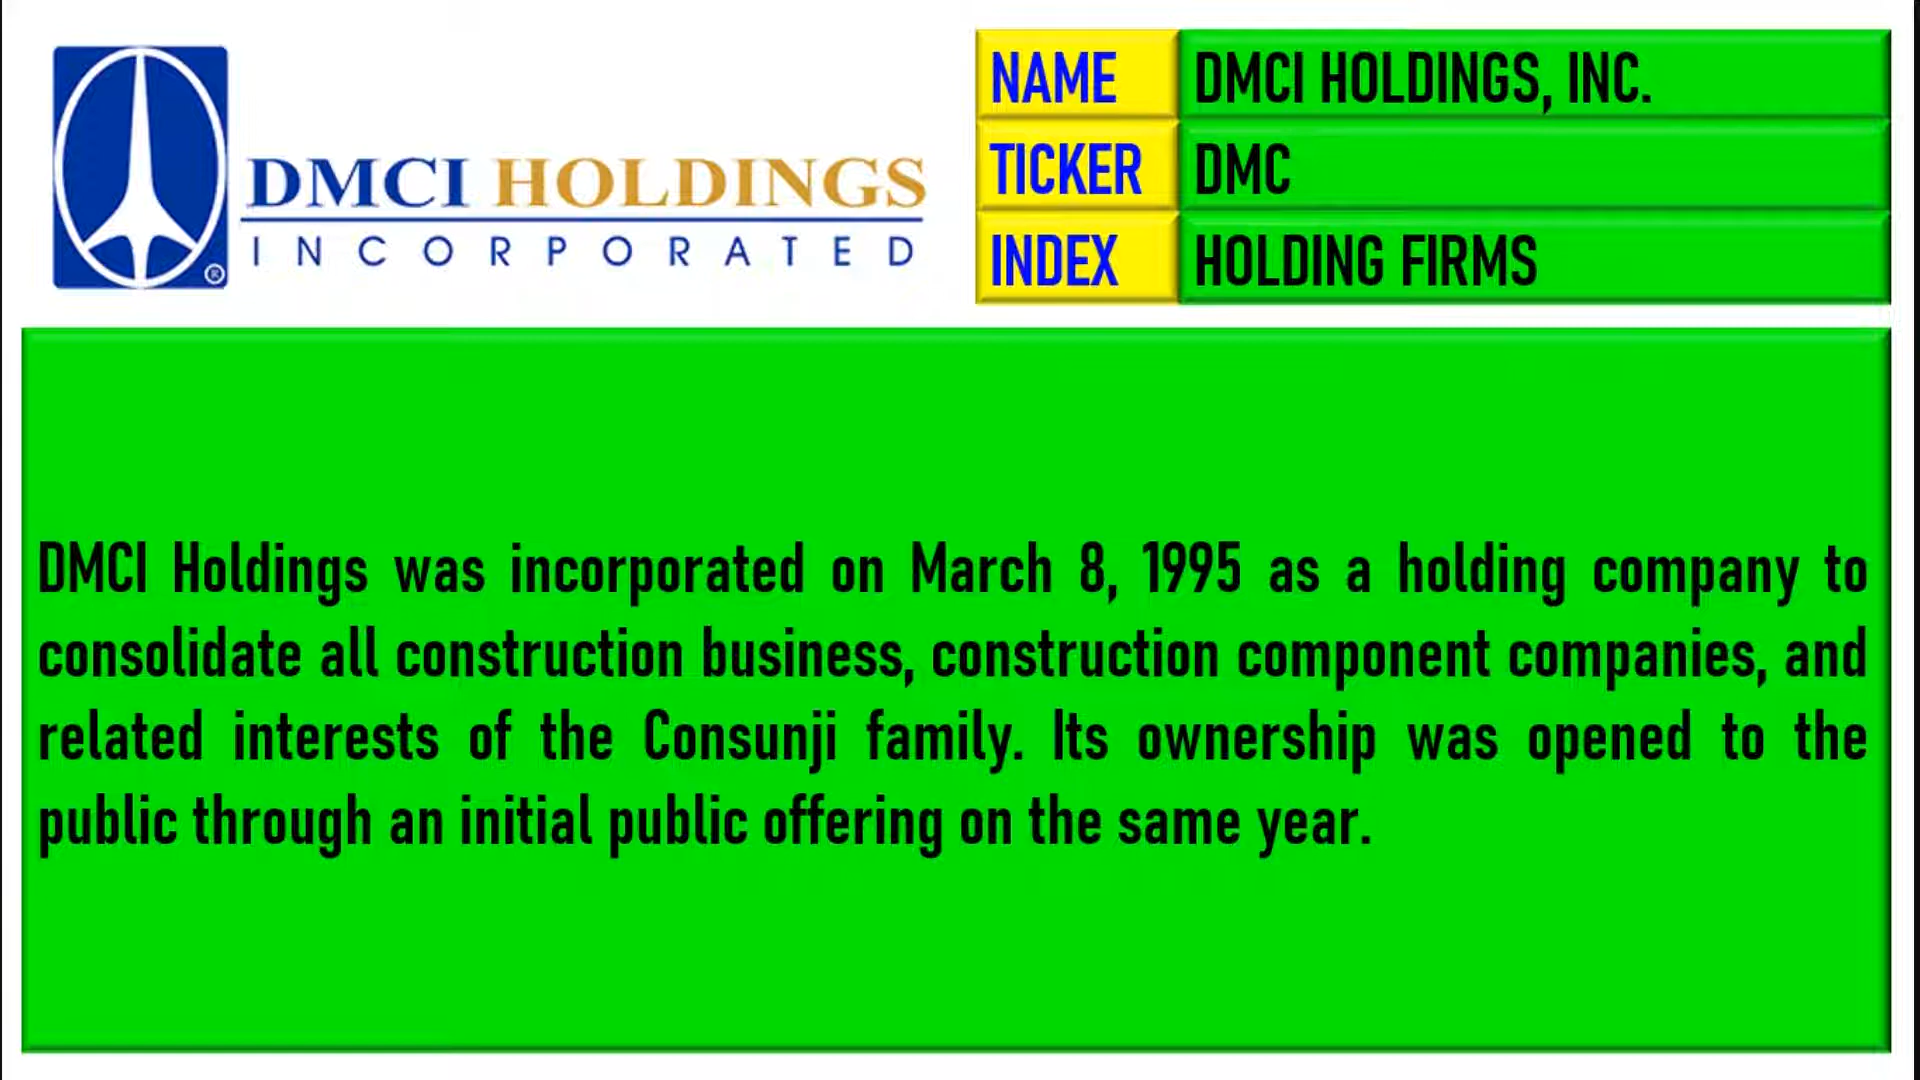 DMCI HOLDINGS
INCORPORATED
®
NAME DMCI HOLDINGS, INC.
TICKER DMC
INDEX HOLDING FIRMS
DMCI Holdings was incorporated on March 8, 1995 as a holding company to
consolidate all construction business, construction component companies, and
related interests of the Consunji family. Its ownership was opened to the
public through an initial public offering on the same year.